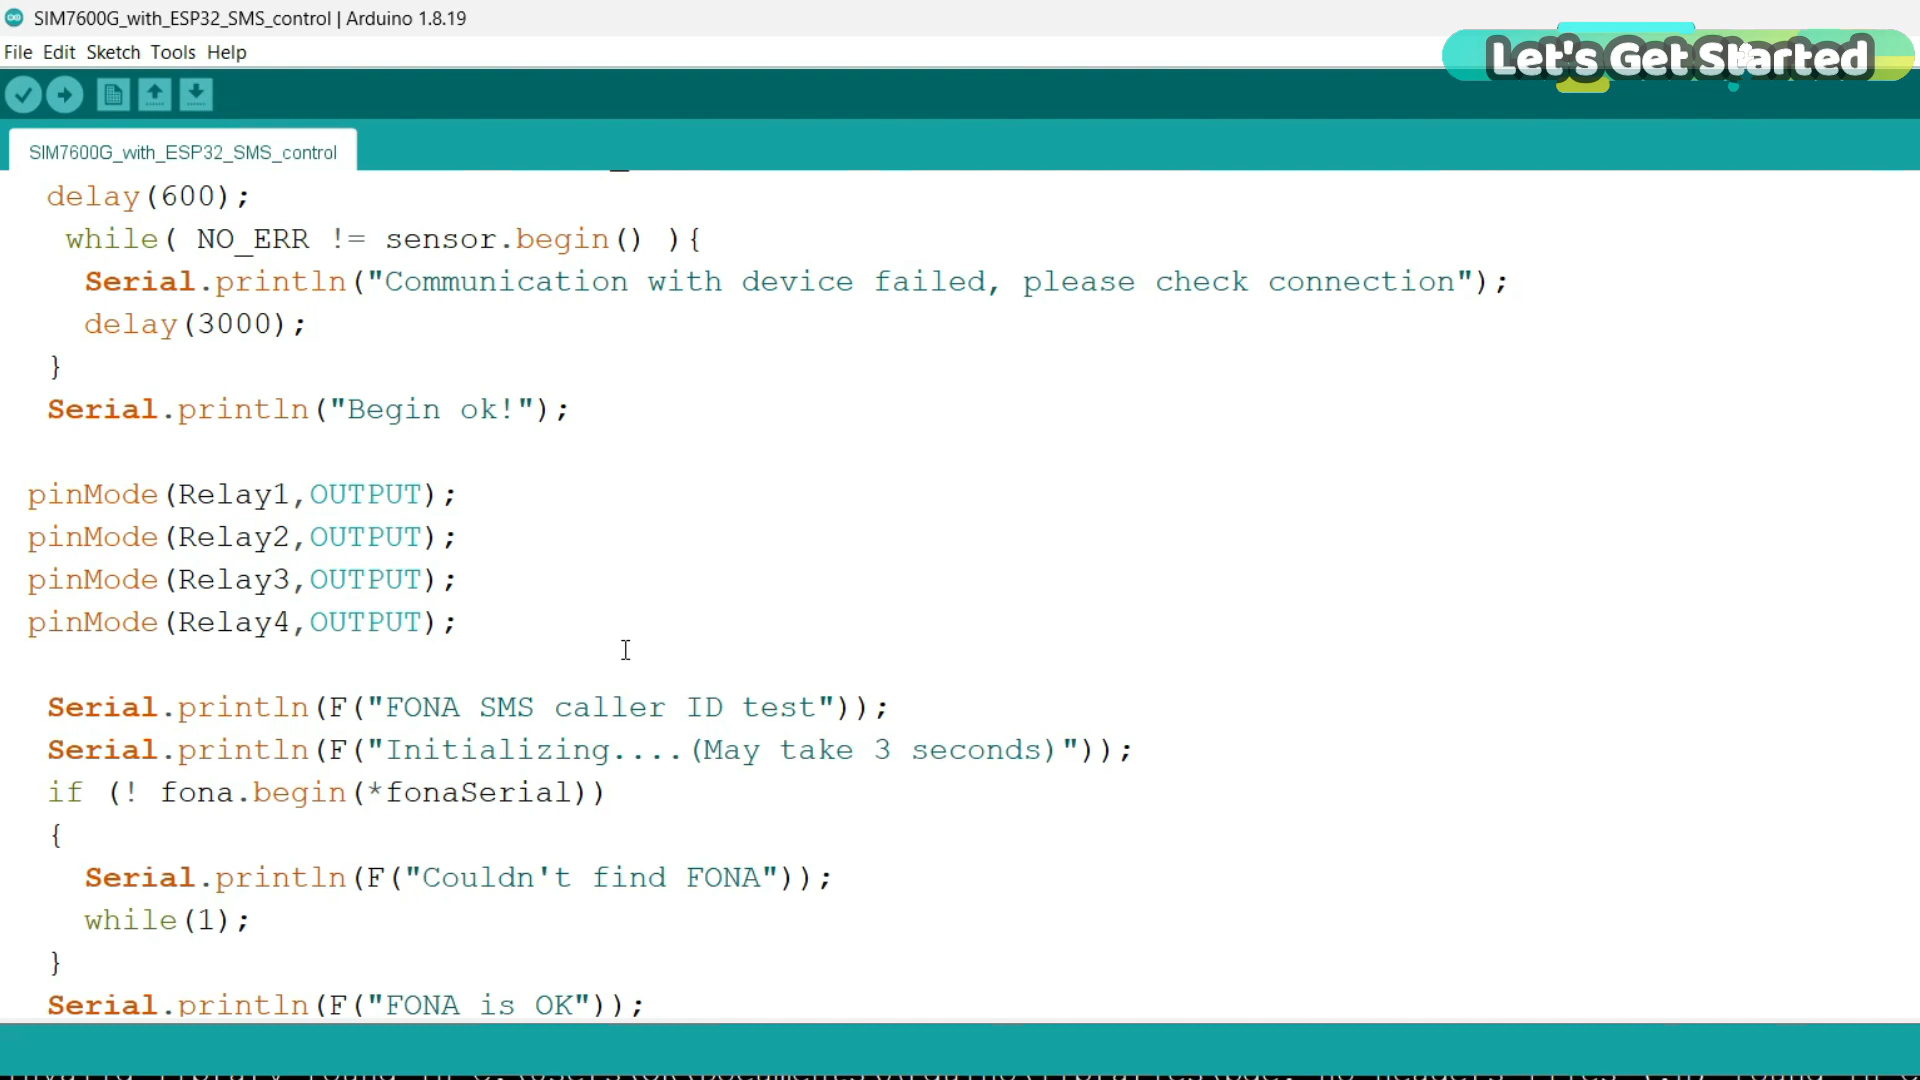 SIM7600G_with_ESP32_SMS_control | Arduino 1.8.19
File Edit Sketch Tools Help
Let's Get Started
SIM7600G_with_ESP32_SMS_control
delay(600);
while( NO_ERR != sensor.begin() ){
Serial.println("Communication with device failed, please check connection");
delay(3000);
}
Serial.println("Begin ok!");
pinMode(Relay1,OUTPUT);
pinMode(Relay2,OUTPUT);
pinMode(Relay3,OUTPUT);
pinMode(Relay4,OUTPUT);
Serial.println(F("FONA SMS caller ID test"));
Serial.println(F("Initializing....(May take 3 seconds)"));
if (! fona.begin(*fonaSerial))
{
Serial.println(F("Couldn't find FONA"));
while(1);
}
Serial.println(F("FONA is OK"));